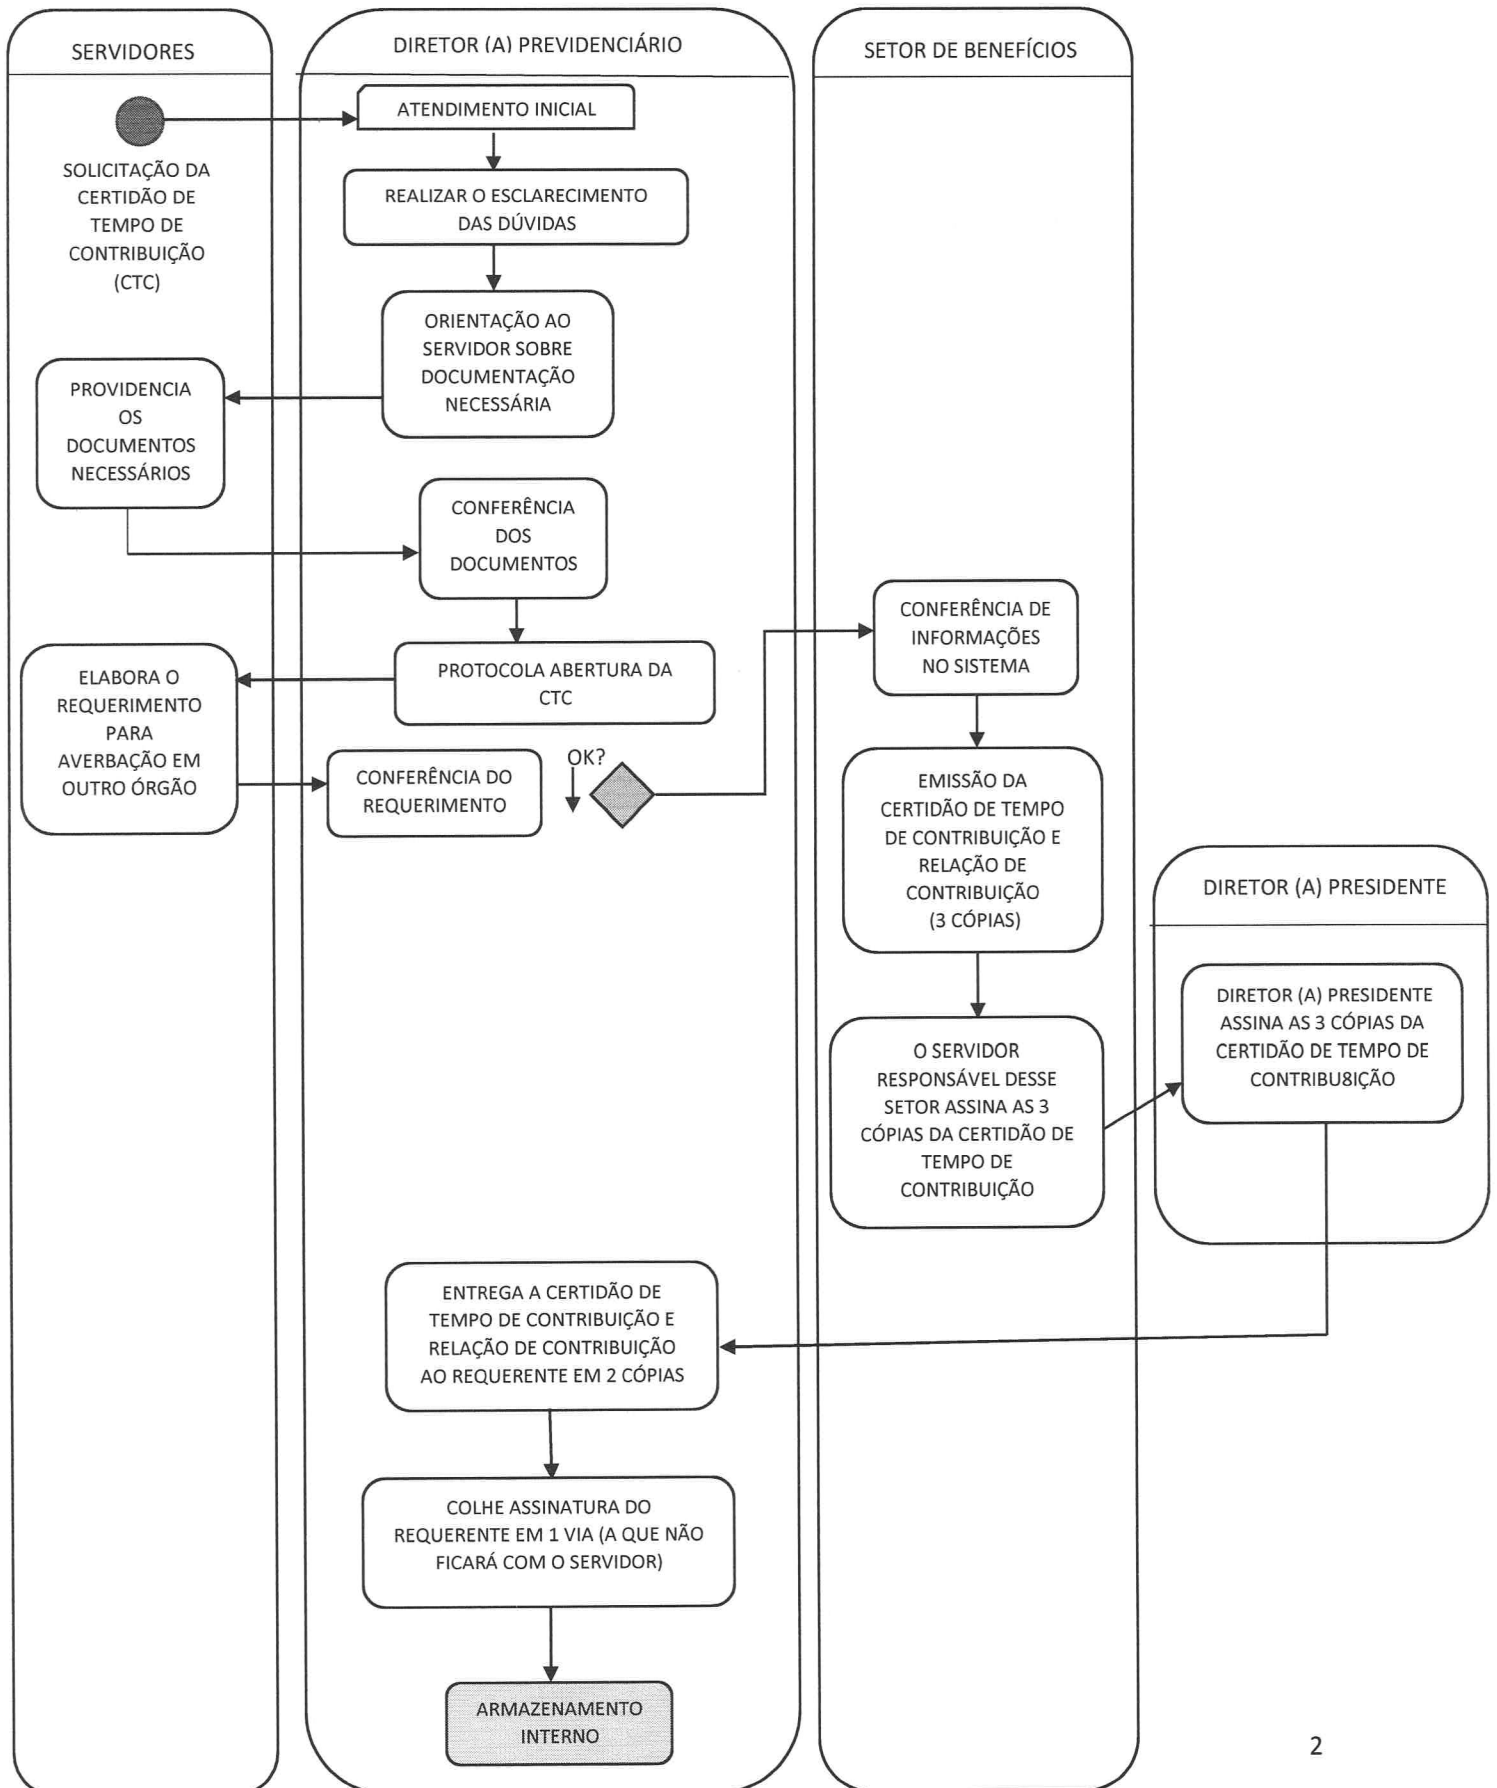 SERVIDORES
DIRETOR (A) PREVIDENCIÁRIO
SETOR DE BENEFÍCIOS
ATENDIMENTO INICIAL
SOLICITAÇÃO DA
CERTIDÃO DE
TEMPO DE
CONTRIBUIÇÃO
(CTC)
REALIZAR O ESCLARECIMENTO
DAS DÚVIDAS
ORIENTAÇÃO AO
SERVIDOR SOBRE
DOCUMENTAÇÃO
NECESSÁRIA
PROVIDENCIA
OS
DOCUMENTOS
NECESSÁRIOS
CONFERÊNCIA
DOS
DOCUMENTOS
PROTOCOLA ABERTURA DA
CTC
ELABORA O
REQUERIMENTO
PARA
AVERBAÇÃO EM
OUTRO ÓRGÃO
CONFERÊNCIA DO
REQUERIMENTO
OK?
CONFERÊNCIA DE
INFORMAÇÕES
NO SISTEMA
EMISSÃO DA
CERTIDÃO DE TEMPO
DE CONTRIBUIÇÃO E
RELAÇÃO DE
CONTRIBUIÇÃO
(3 CÓPIAS)
O SERVIDOR
RESPONSÁVEL DESSE
SETOR ASSINA AS 3
CÓPIAS DA CERTIDÃO DE
TEMPO DE
CONTRIBUIÇÃO
DIRETOR (A) PRESIDENTE
DIRETOR (A) PRESIDENTE
ASSINA AS 3 CÓPIAS DA
CERTIDÃO DE TEMPO DE
CONTRIBU8IÇÃO
ENTREGA A CERTIDÃO DE
TEMPO DE CONTRIBUIÇÃO E
RELAÇÃO DE CONTRIBUIÇÃO
AO REQUERENTE EM 2 CÓPIAS
COLHE ASSINATURA DO
REQUERENTE EM 1 VIA (A QUE NÃO
FICARÁ COM O SERVIDOR)
ARMAZENAMENTO
INTERNO
2